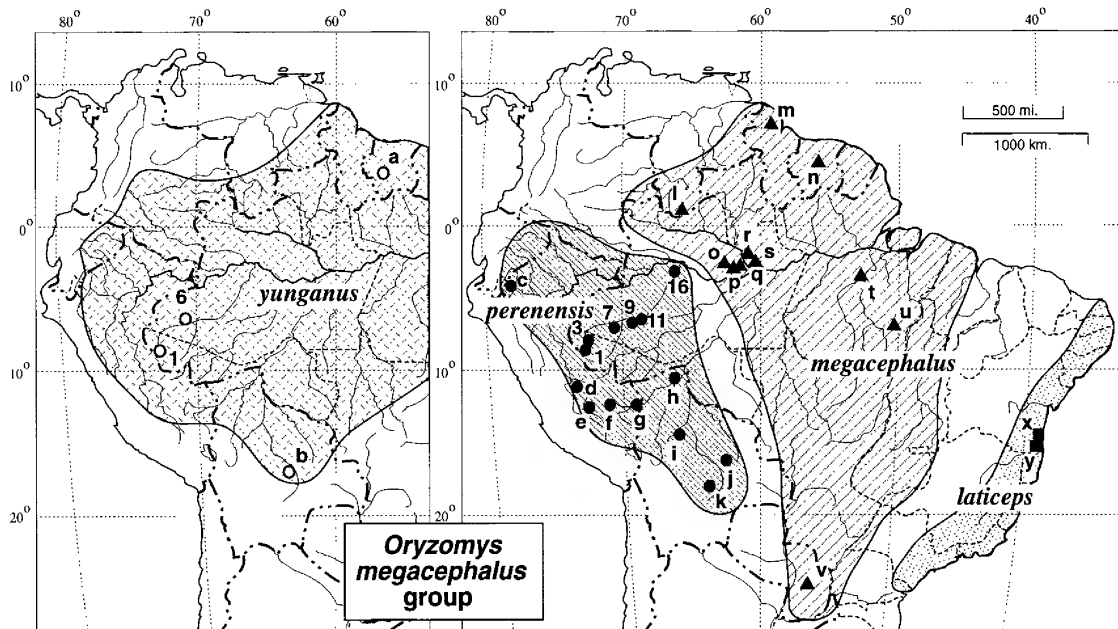 80° 70° 60°
80° 70° 60° 50° 40°
10°
0°
10°
20°
10°
0°
10°
20°
500 mi.
1000 km.
a
6
yunganus
1
b
m
n
l
r
s
o
p
q
c
16
perenensis
7
9
11
3
1
t
u
megacephalus
d
h
e
f
g
i
j
k
x
y
laticeps
v
Oryzomys
megacephalus
group